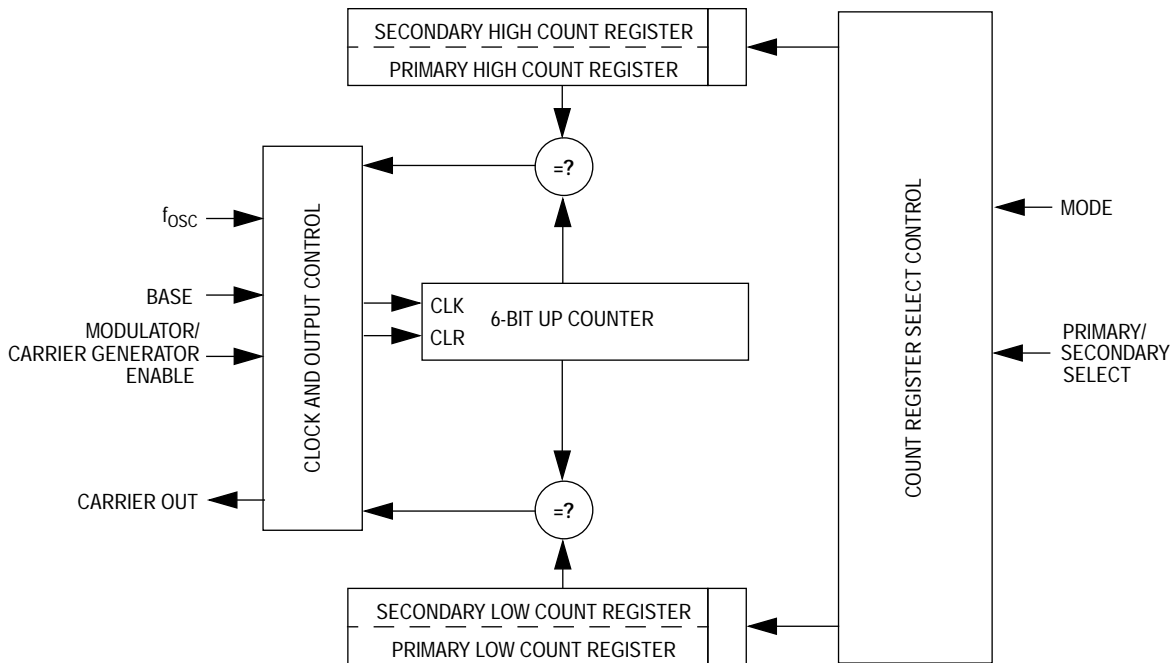 SECONDARY HIGH COUNT REGISTER
PRIMARY HIGH COUNT REGISTER
=?
fOSC
BASE
MODULATOR/
CARRIER GENERATOR
ENABLE
CARRIER OUT
CLOCK AND OUTPUT CONTROL
CLK
CLR
6-BIT UP COUNTER
=?
SECONDARY LOW COUNT REGISTER
PRIMARY LOW COUNT REGISTER
COUNT REGISTER SELECT CONTROL
MODE
PRIMARY/
SECONDARY
SELECT